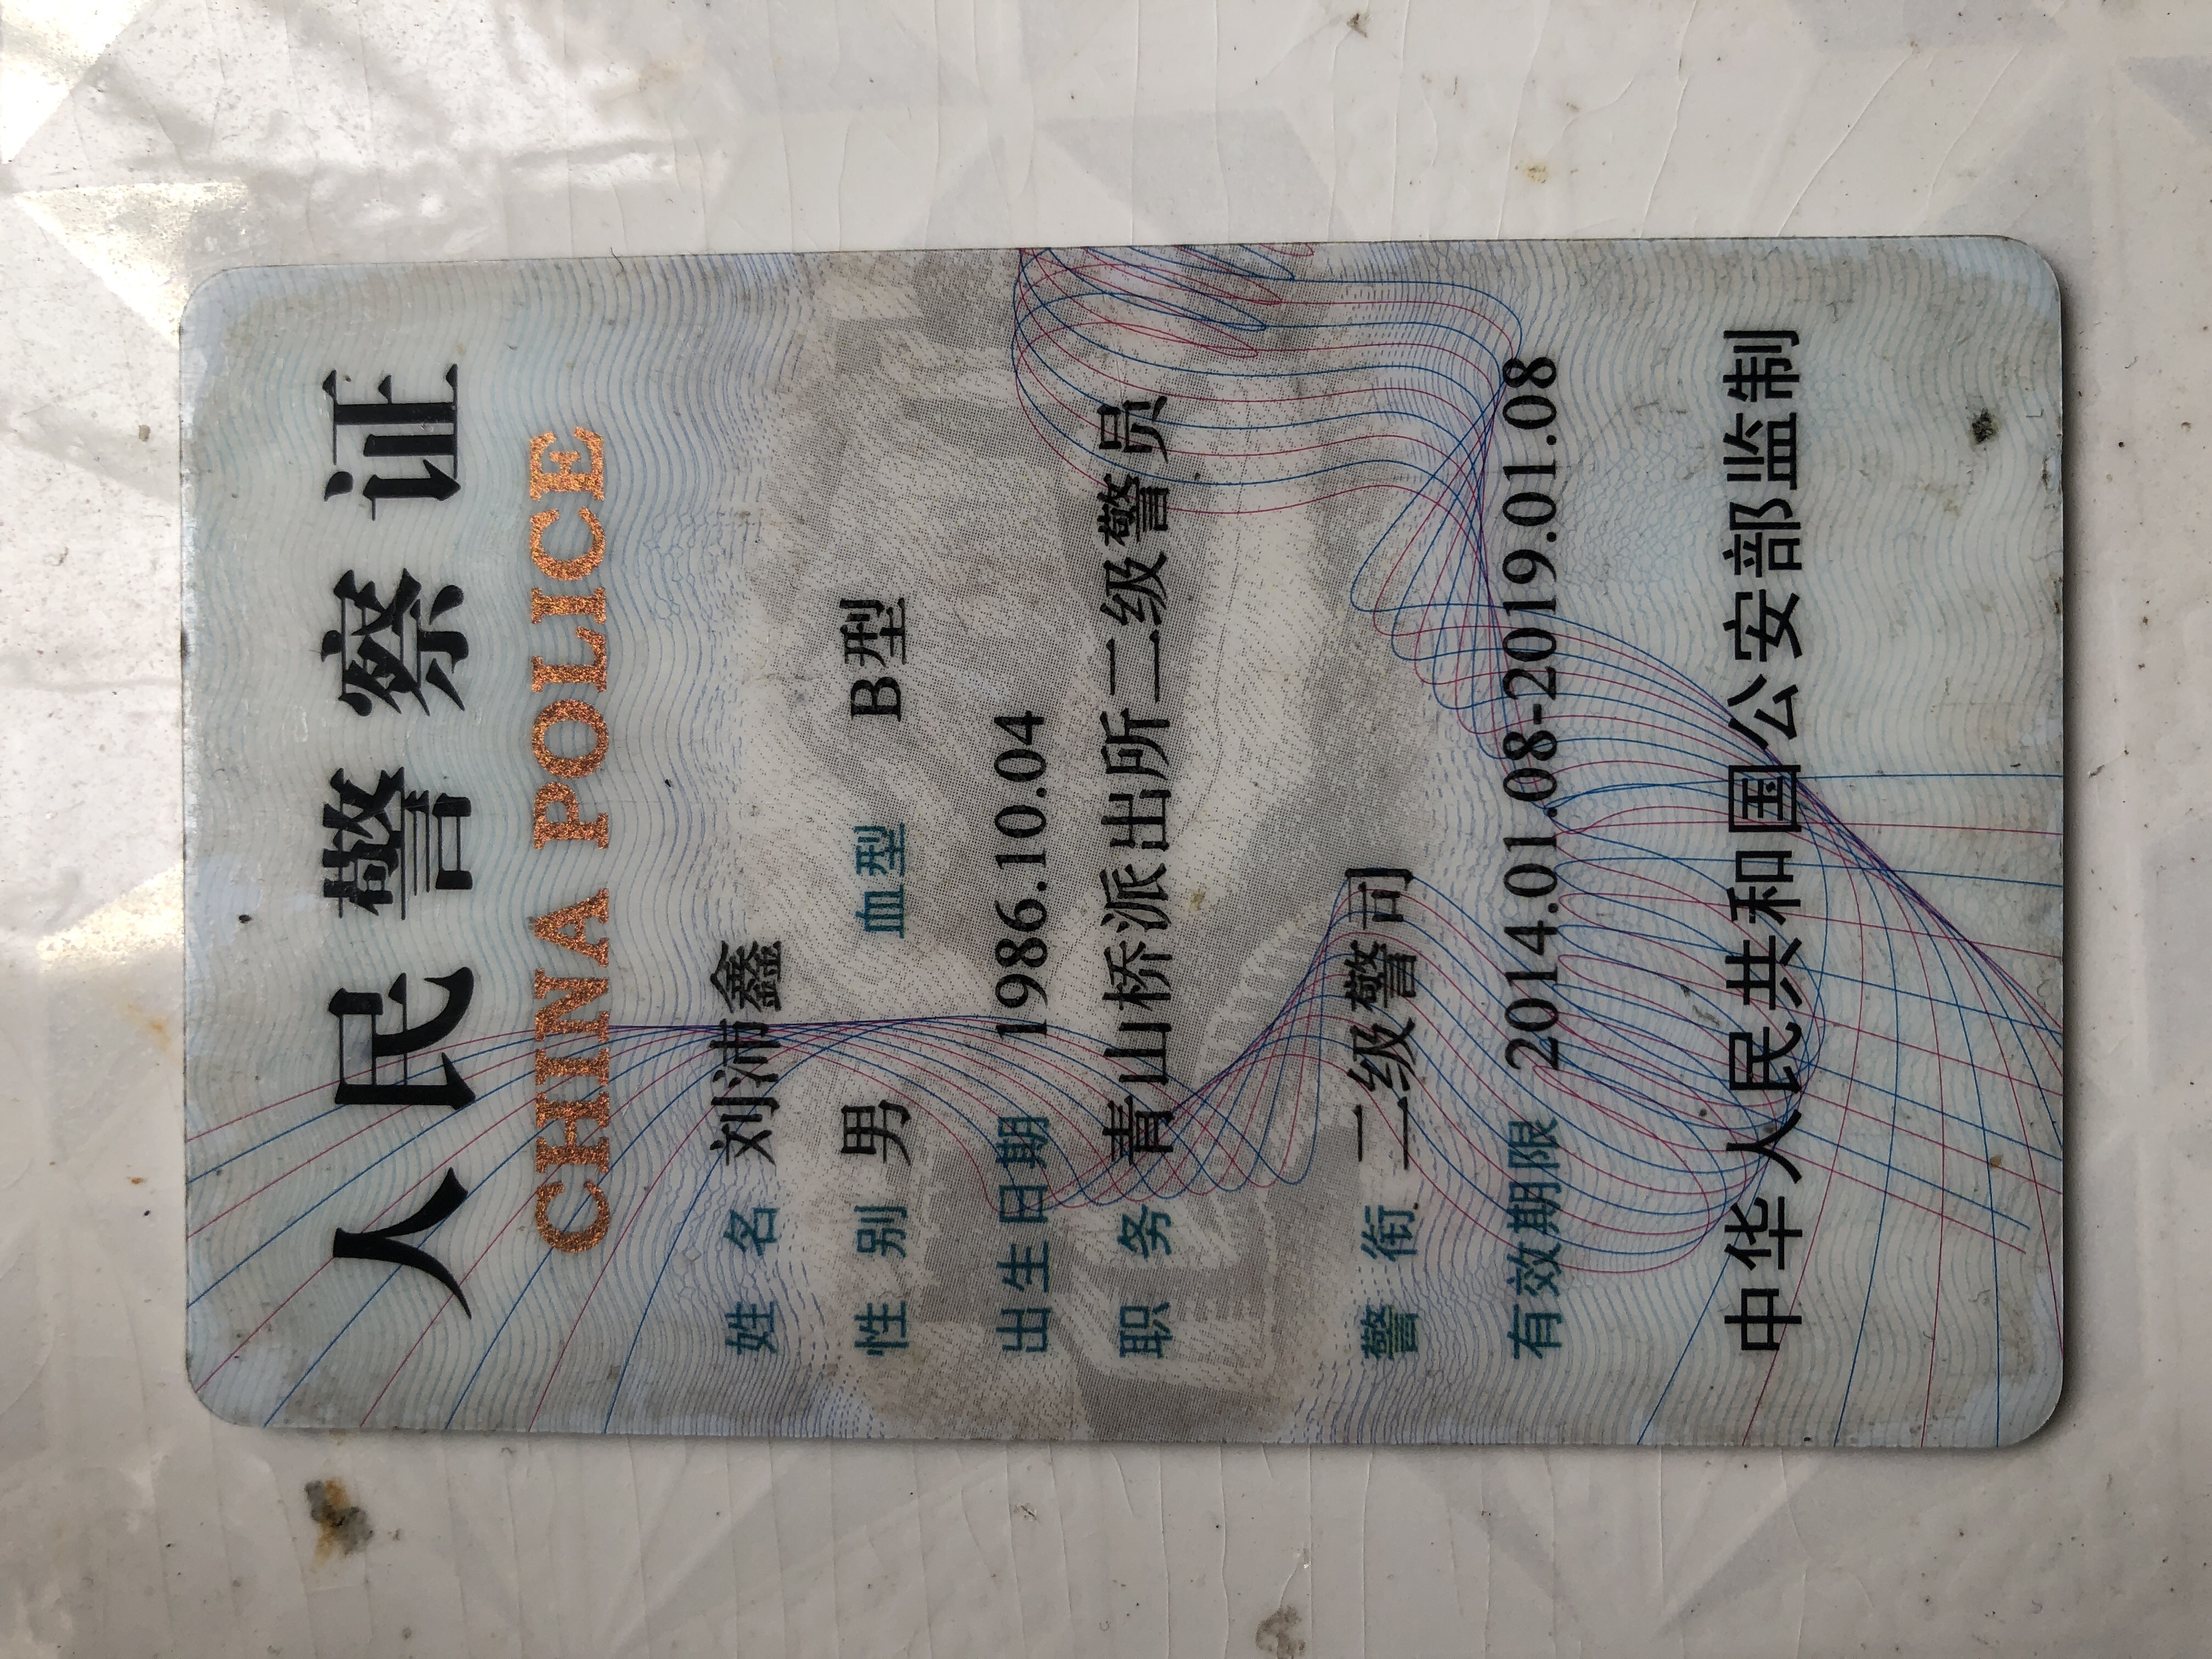 人民警察证
CHINA POLICE
姓 名 刘沛鑫
性 别 男 血型 B型
出生日期 1986.10.04
职 务 青山桥派出所二级警员
警 衔 二级警司
有效期限 2014.01.08-2019.01.08
中华人民共和国公安部监制